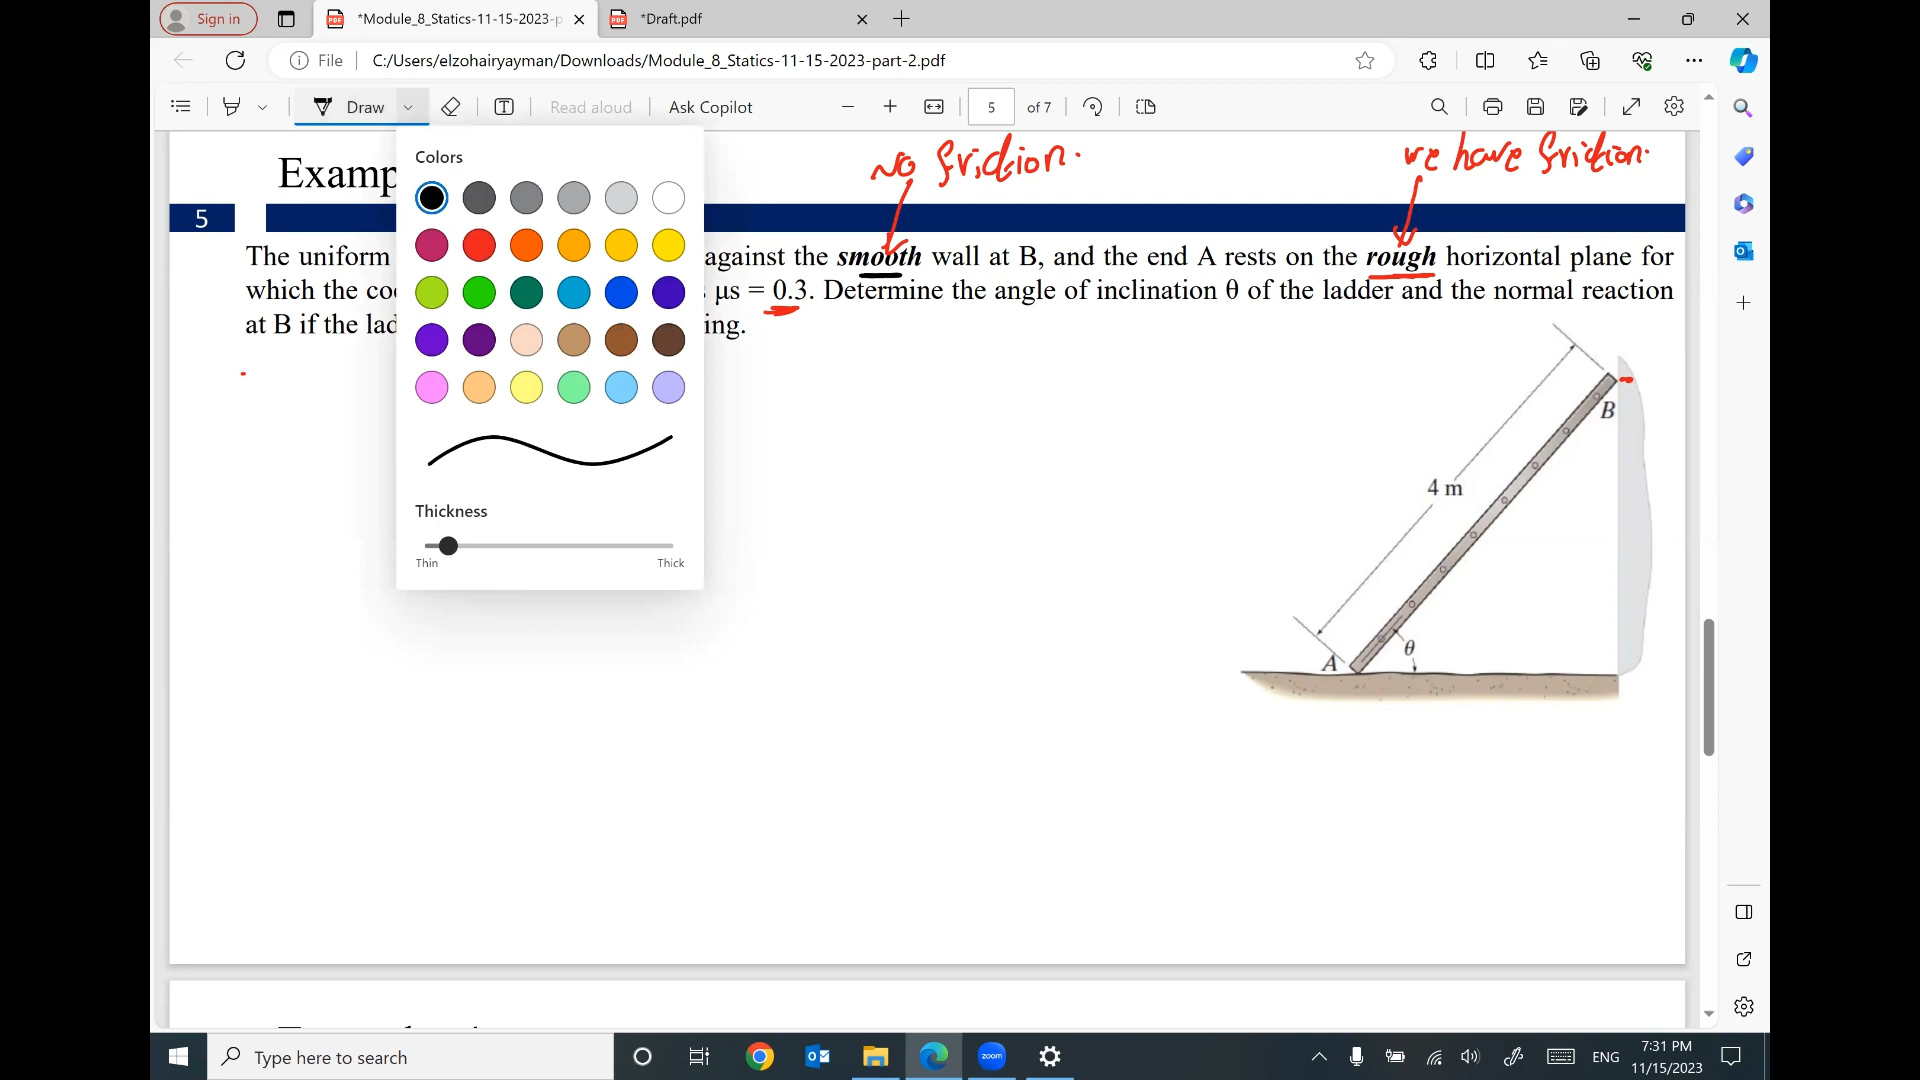 Sign in
*Module_8_Statics-11-15-2023-p
*Draft.pdf
File
C:/Users/elzohairyayman/Downloads/Module_8_Statics-11-15-2023-part-2.pdf
Draw
Read aloud
Ask Copilot
5
of 7
Colors
Thickness
Thin
Thick
no friction.
we have friction.
Examp
5
The uniform against the smooth wall at B, and the end A rests on the rough horizontal plane for
which the co μs = 0.3. Determine the angle of inclination θ of the ladder and the normal reaction
at B if the lad ing.
B
4 m
A
θ
Type here to search
zoom
ENG
7:31 PM
11/15/2023